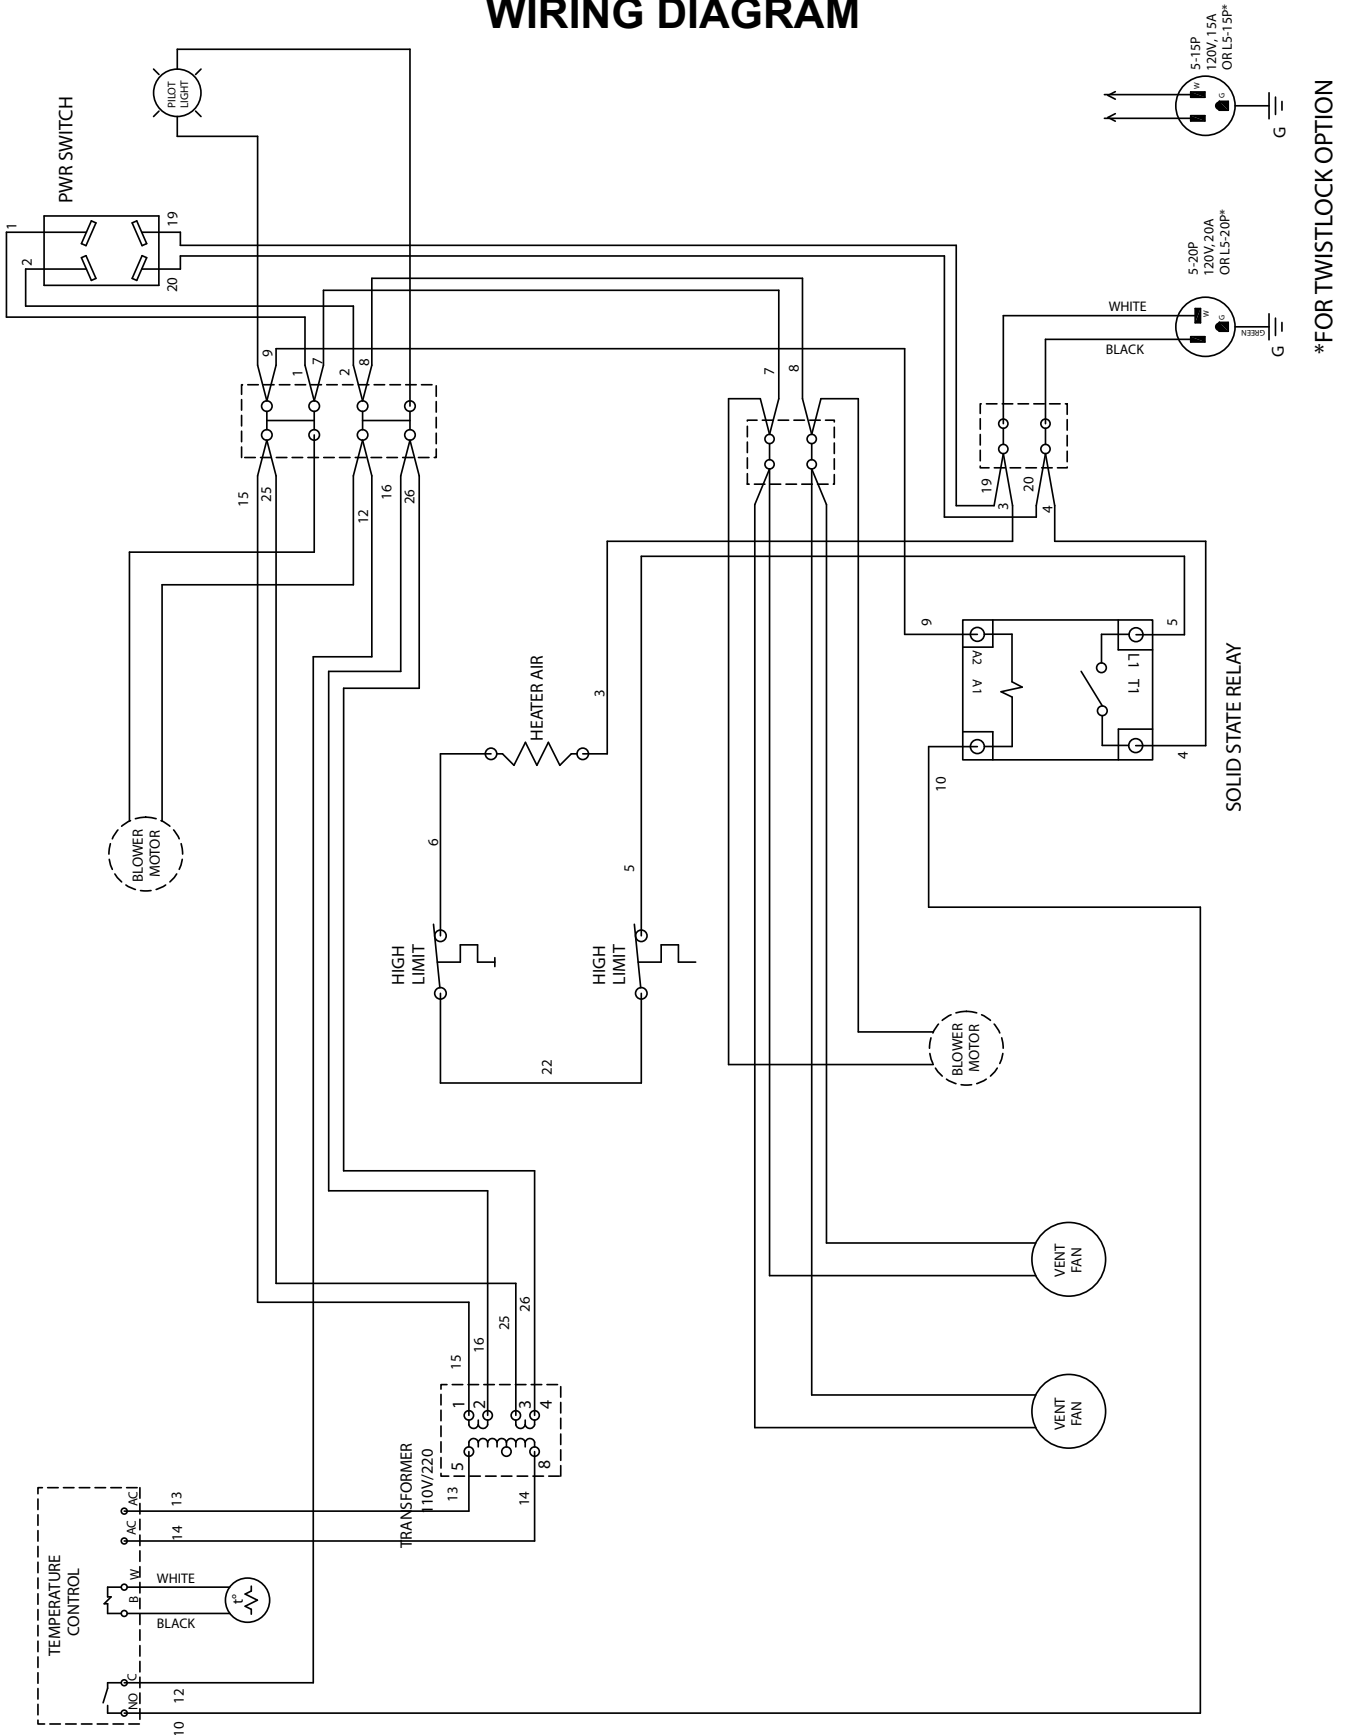 WIRING DIAGRAM
PILOT
LIGHT
PWR SWITCH
1
2
19
20
5-15P
120V, 15A
OR L5-15P*
W
G
G
5-20P
120V, 20A
OR L5-20P*
W
G
GREEN
G
*FOR TWISTLOCK OPTION
WHITE
BLACK
9
1
7
2
8
7
8
15
25
12
16
26
19
3
20
4
BLOWER
MOTOR
HEATER AIR
3
6
HIGH
LIMIT
HIGH
LIMIT
5
22
9
A2 A1
L1 T1
5
4
10
SOLID STATE RELAY
BLOWER
MOTOR
VENT
FAN
VENT
FAN
15
16
25
26
1
2
3
4
5
8
TRANSFORMER
110V/220
13
14
TEMPERATURE
CONTROL
AC
13
AC
14
W
WHITE
B
BLACK
t°
C
12
NO
10